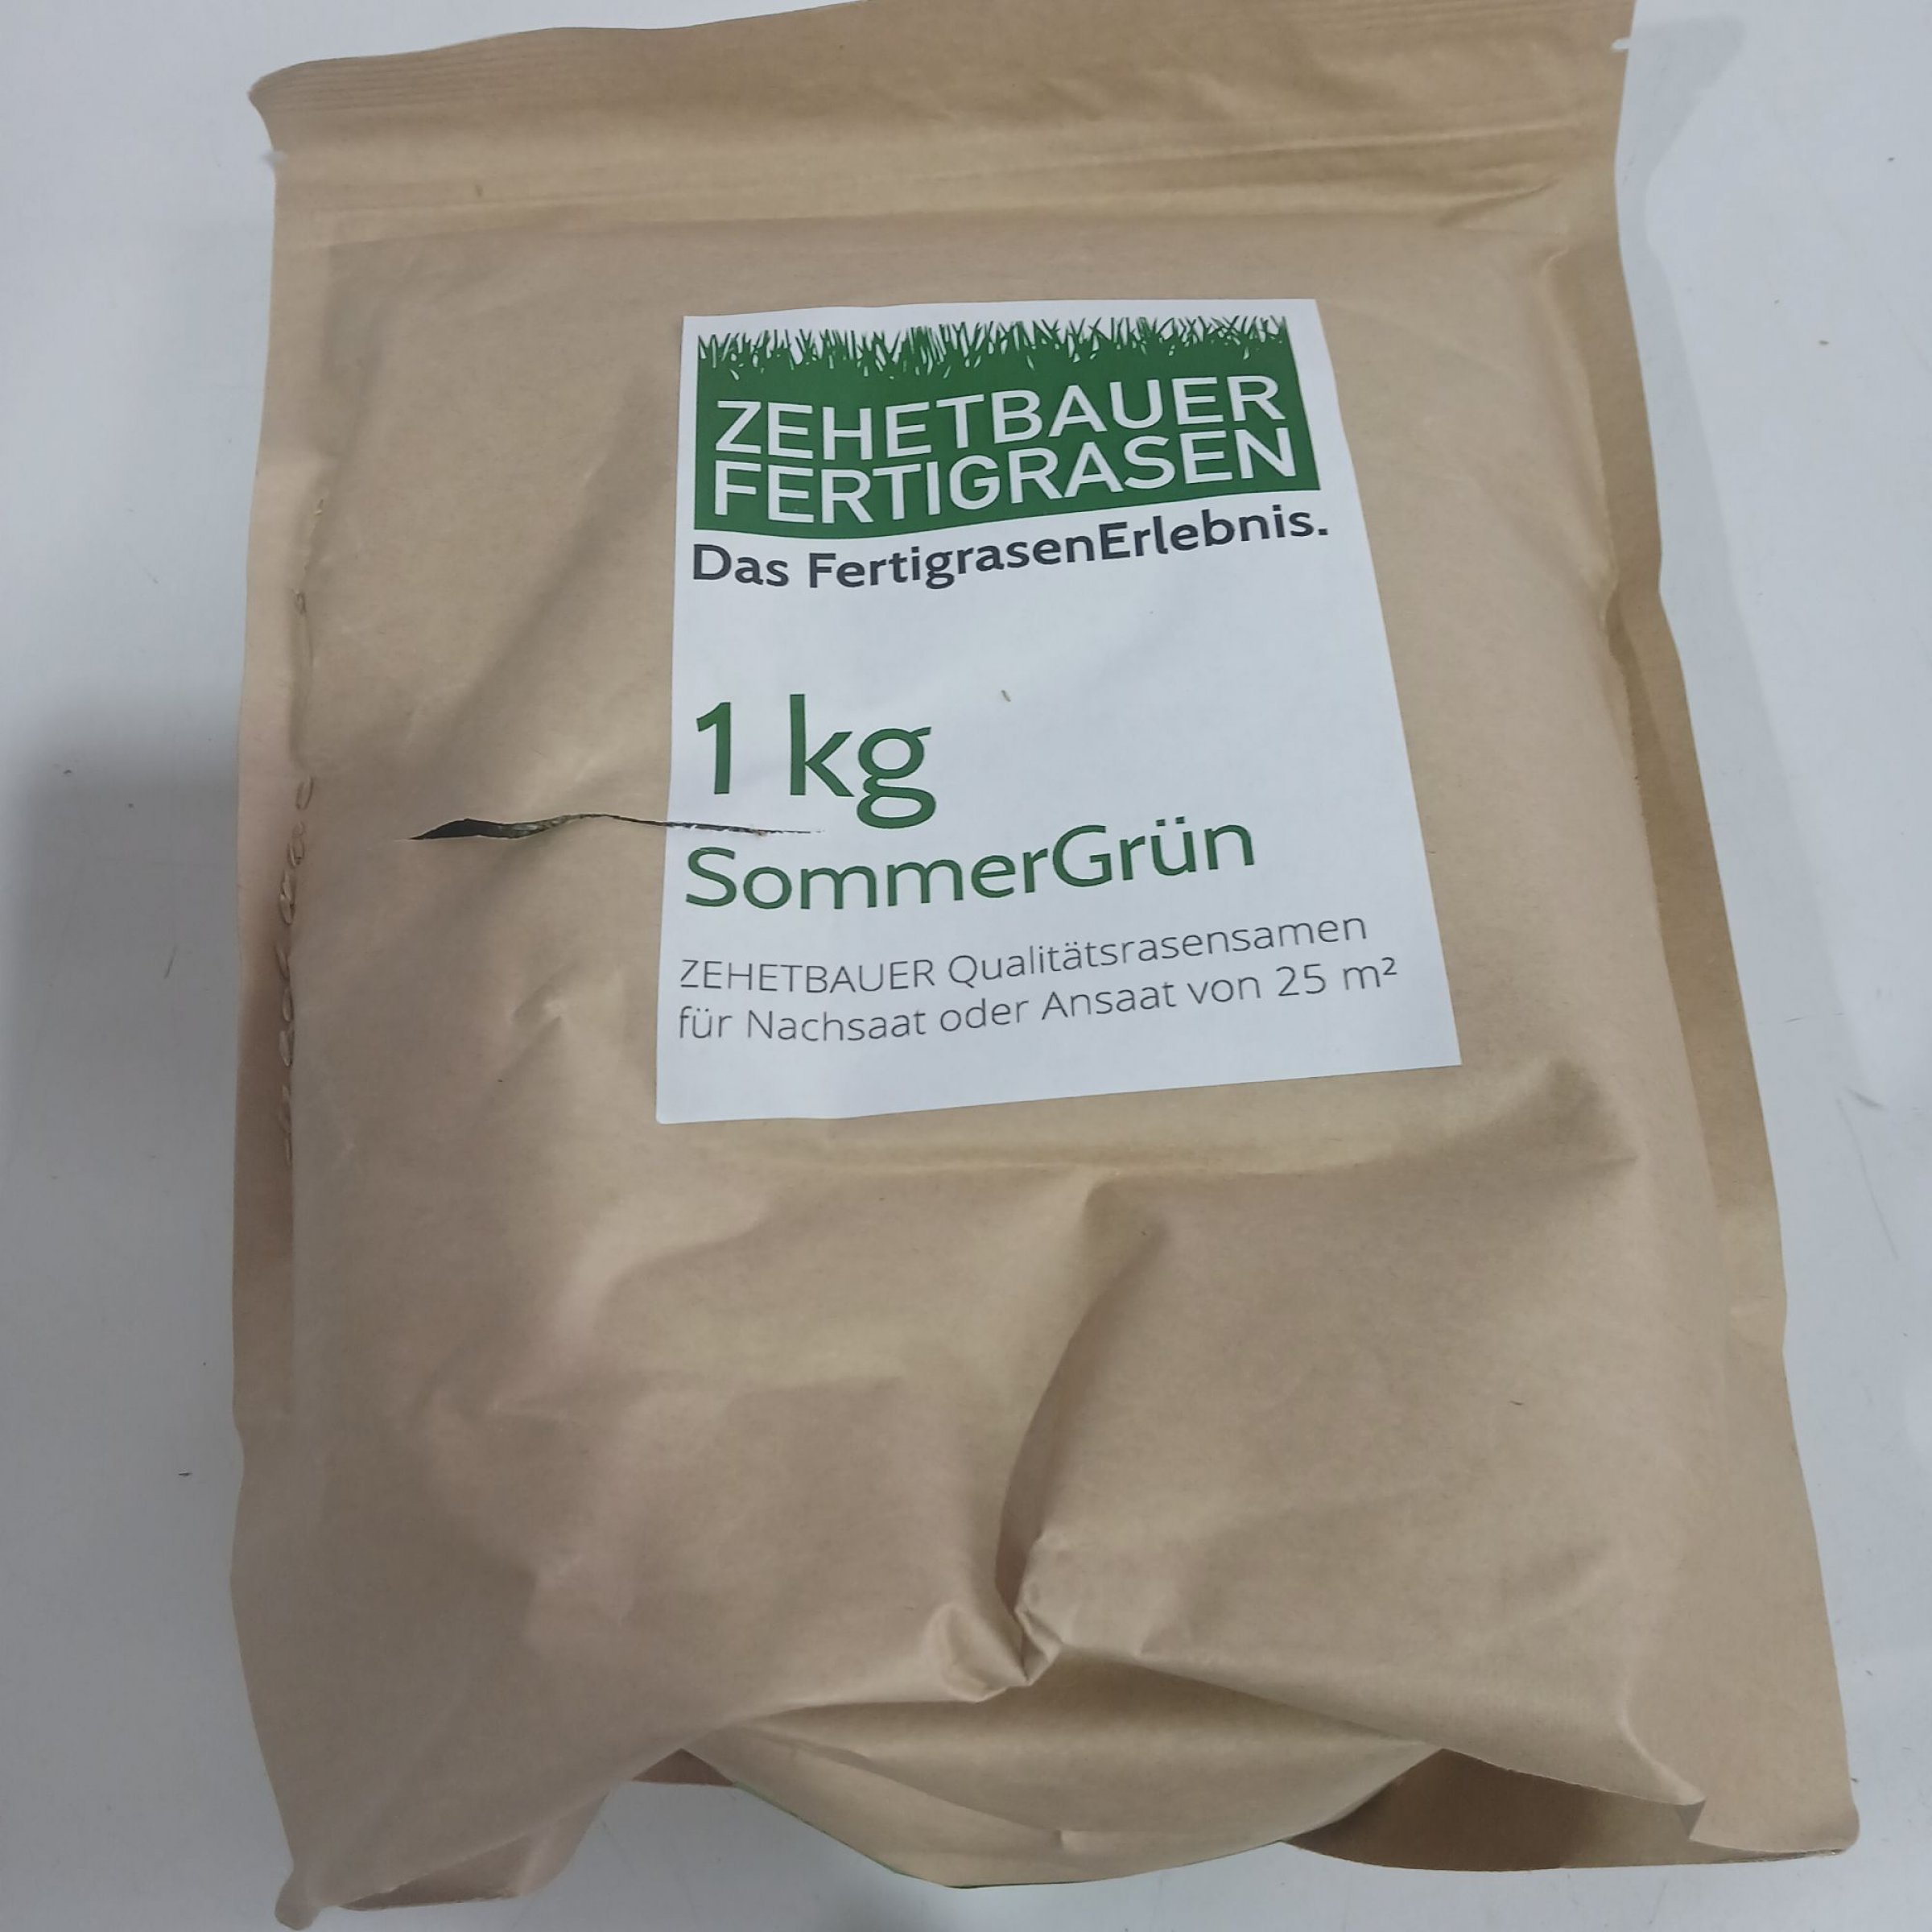 ZEHETBAUER
FERTIGRASEN
Das FertigrasenErlebnis.
1 kg
SommerGrün
ZEHETBAUER Qualitätsrasensamen
für Nachsaat oder Ansaat von 25 m²